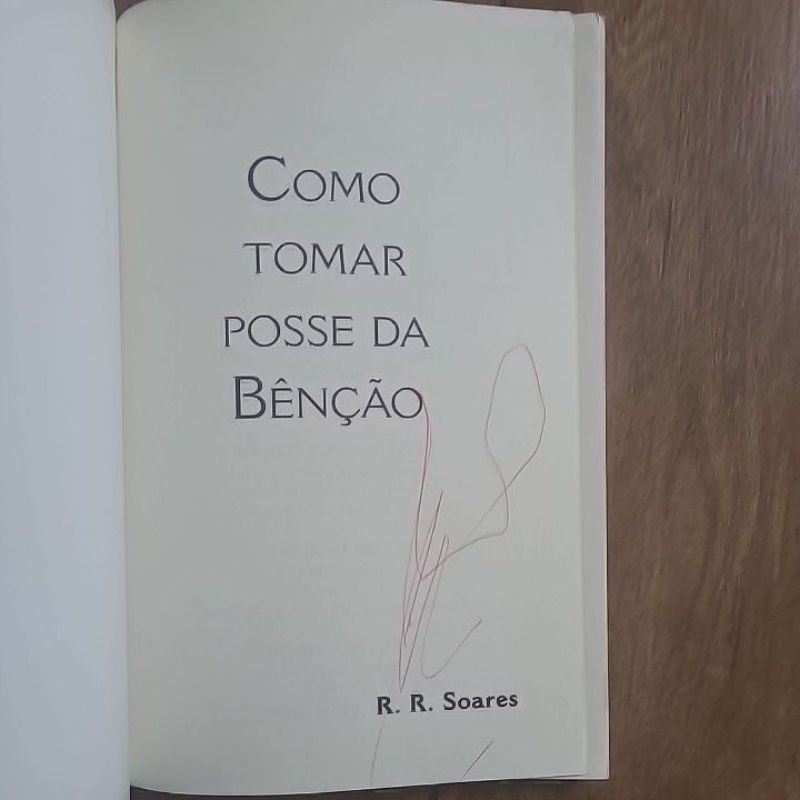 COMO
TOMAR
POSSE DA
BÊNÇÃO
R. R. Soares